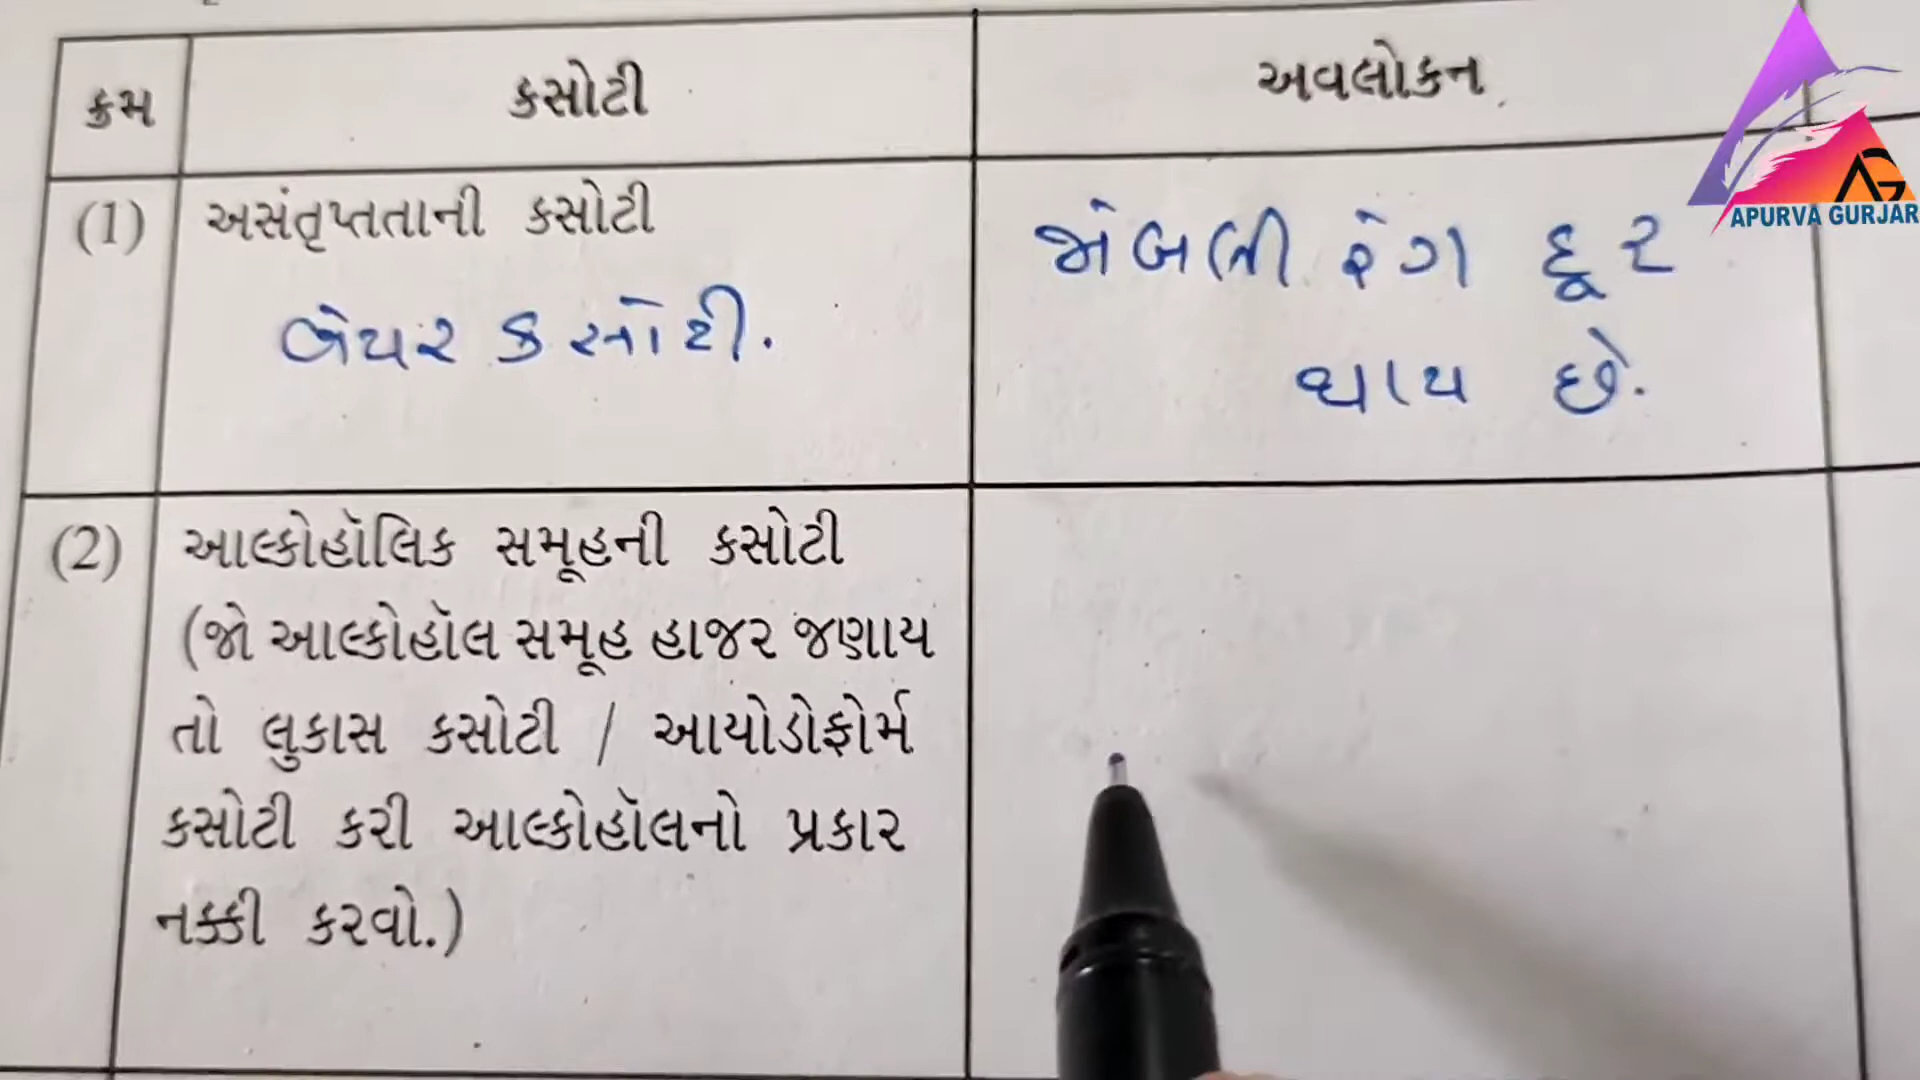 ક્રમ કસોટી અવલોકન
(1) અસંતૃપ્તતાની કસોટી
બેયર કસોટી.
જાંબલી રંગ દૂર
થાય છે.
(2) આલ્કોહૉલિક સમૂહની કસોટી
(જો આલ્કોહૉલ સમૂહ હાજર જણાય
તો લુકાસ કસોટી / આયોડોફોર્મ
કસોટી કરી આલ્કોહૉલનો પ્રકાર
નક્કી કરવો.)
AG
APURVA GURJAR